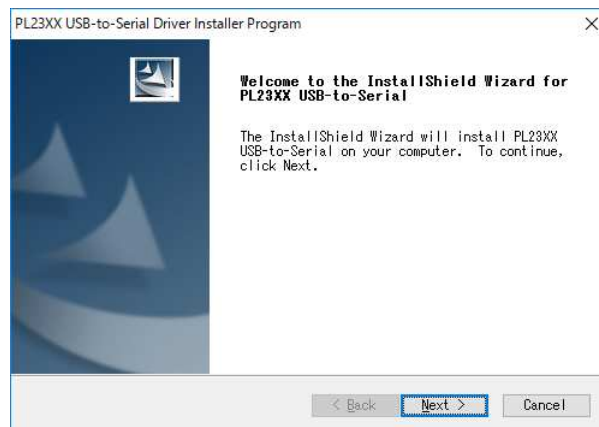 PL23XX USB-to-Serial Driver Installer Program
Welcome to the InstallShield Wizard for
PL23XX USB-to-Serial
The InstallShield Wizard will install PL23XX
USB-to-Serial on your computer.  To continue,
click Next.
< Back
Next >
Cancel